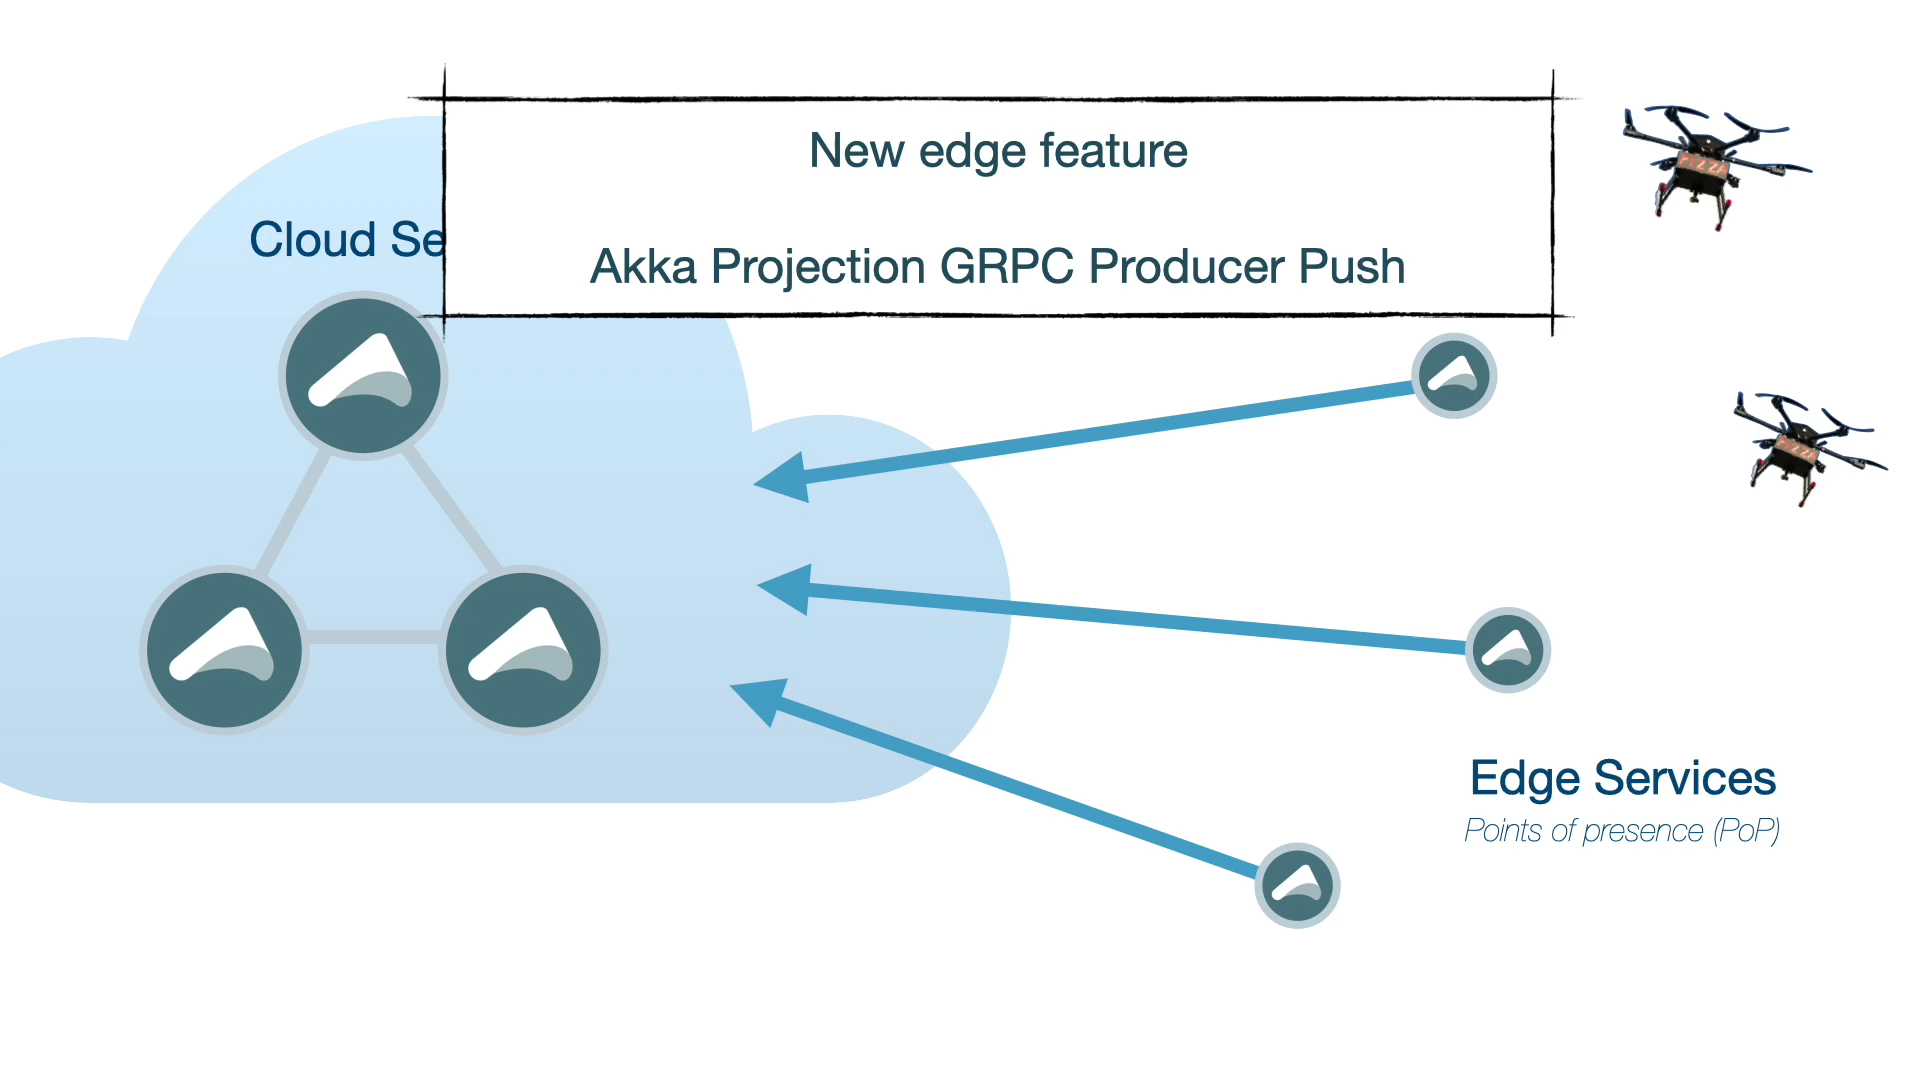 New edge feature
Akka Projection GRPC Producer Push
Cloud Se
Edge Services
Points of presence (PoP)